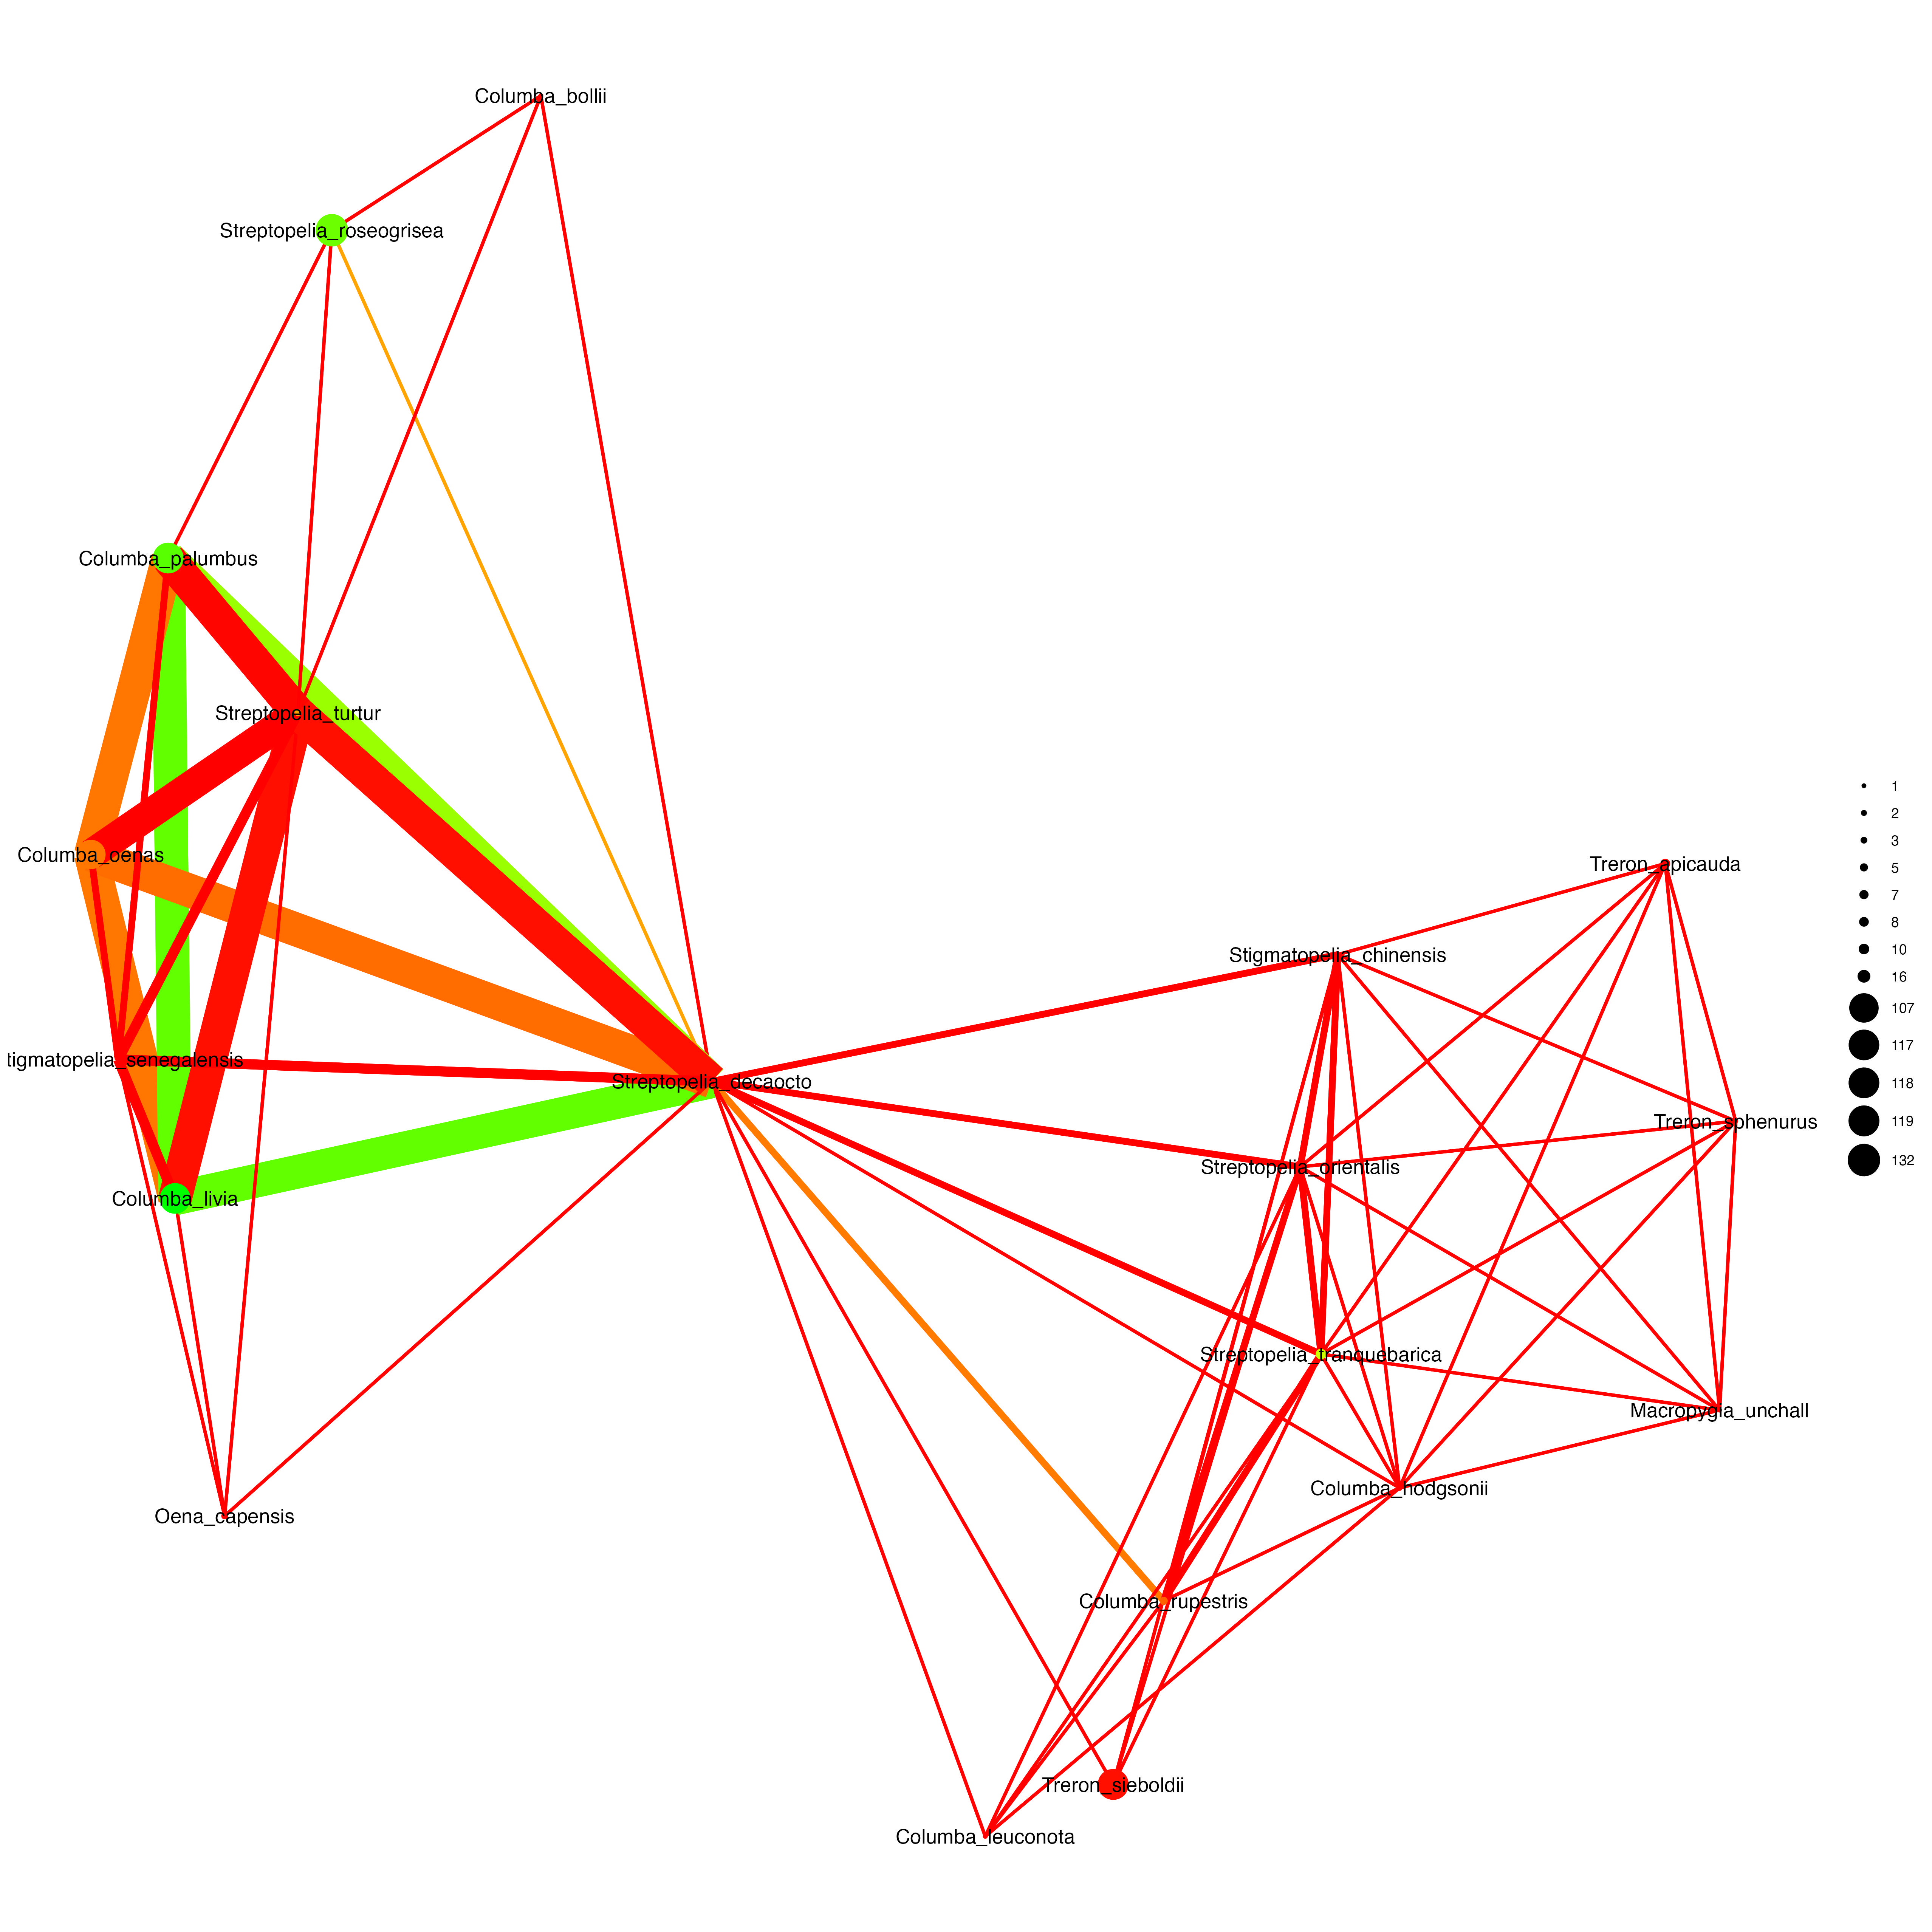 Columba_bollii
Streptopelia_roseogrisea
Columba_palumbus
Streptopelia_turtur
Columba_oenas
tigmatopelia_senegalensis
Streptopelia_decaocto
Columba_livia
Oena_capensis
Treron_apicauda
Stigmatopelia_chinensis
Treron_sphenurus
Streptopelia_orientalis
Streptopelia_tranquebarica
Macropygia_unchall
Columba_hodgsonii
Columba_rupestris
Treron_sieboldii
Columba_leuconota
1
2
3
5
7
8
10
16
107
117
118
119
132